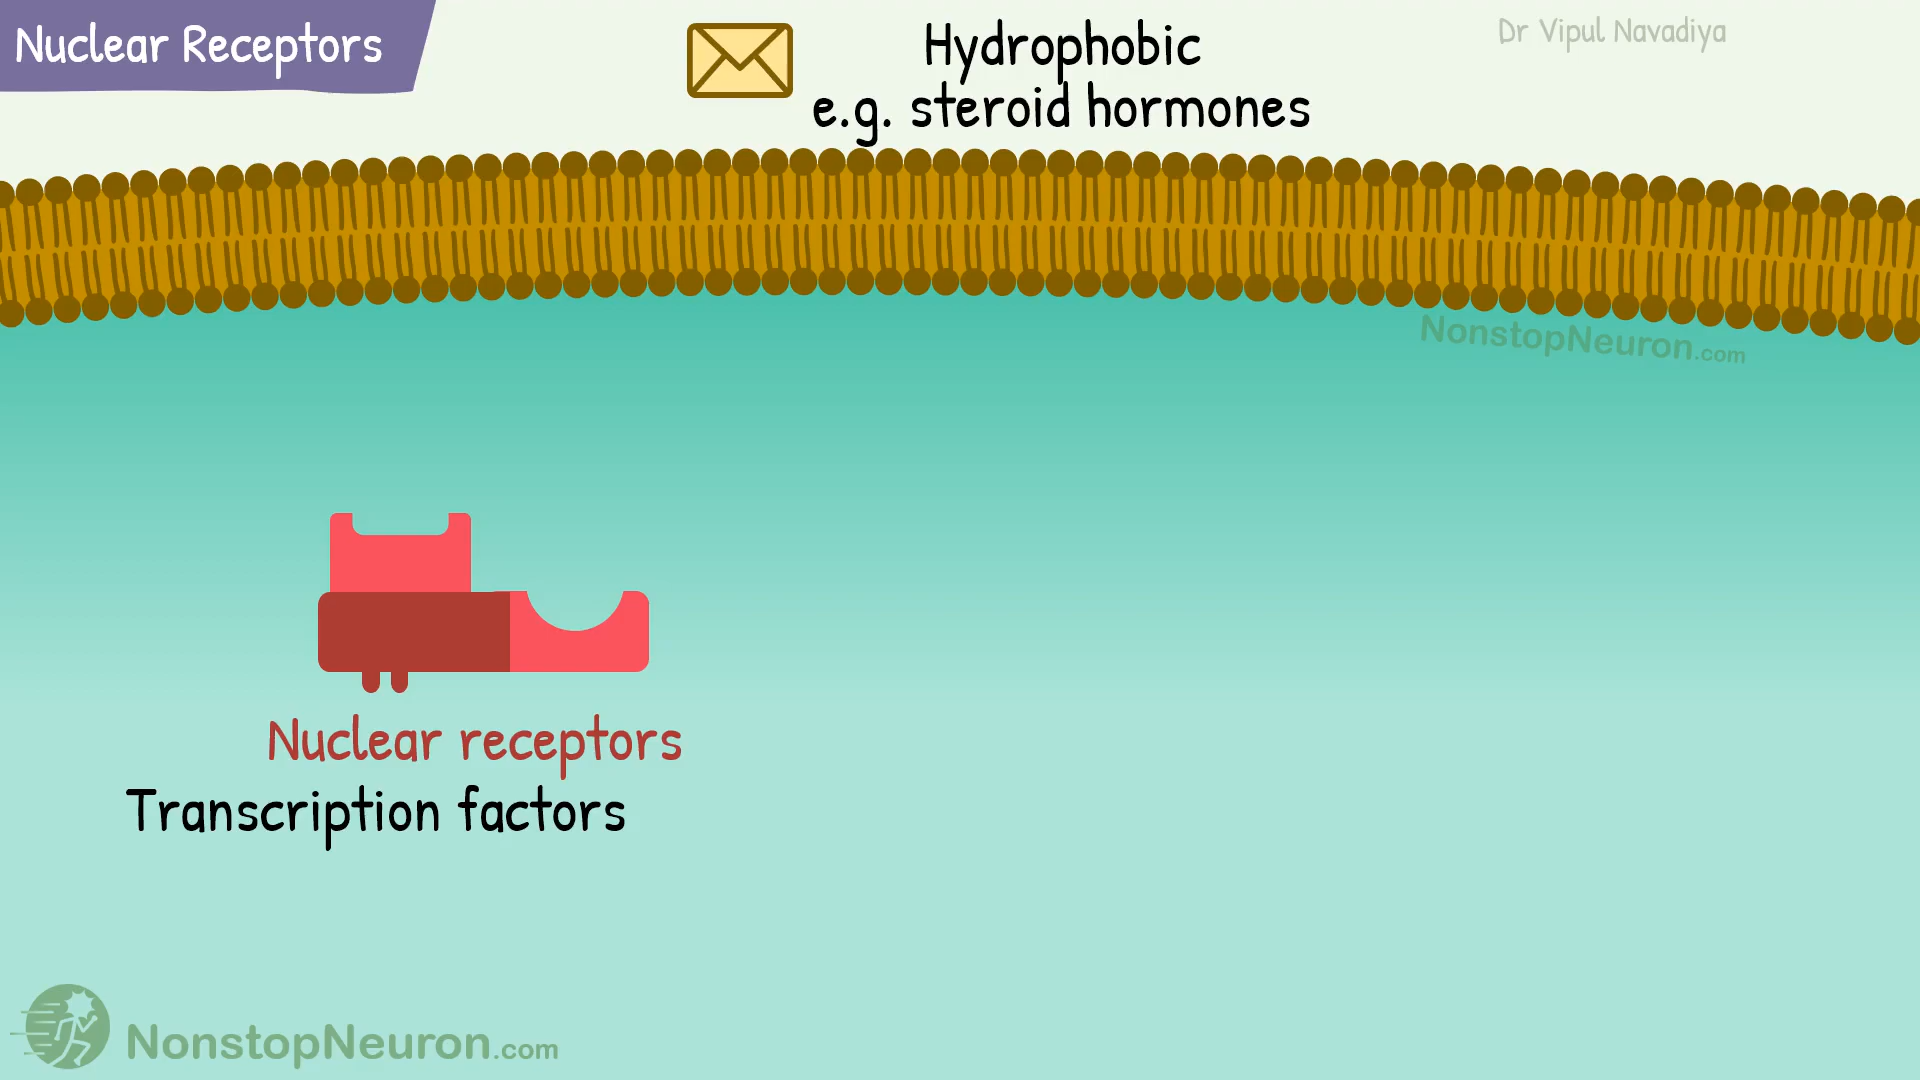 Nuclear Receptors
Hydrophobic
e.g. steroid hormones
Dr Vipul Navadiya
NonstopNeuron.com
Nuclear receptors
Transcription factors
NonstopNeuron.com